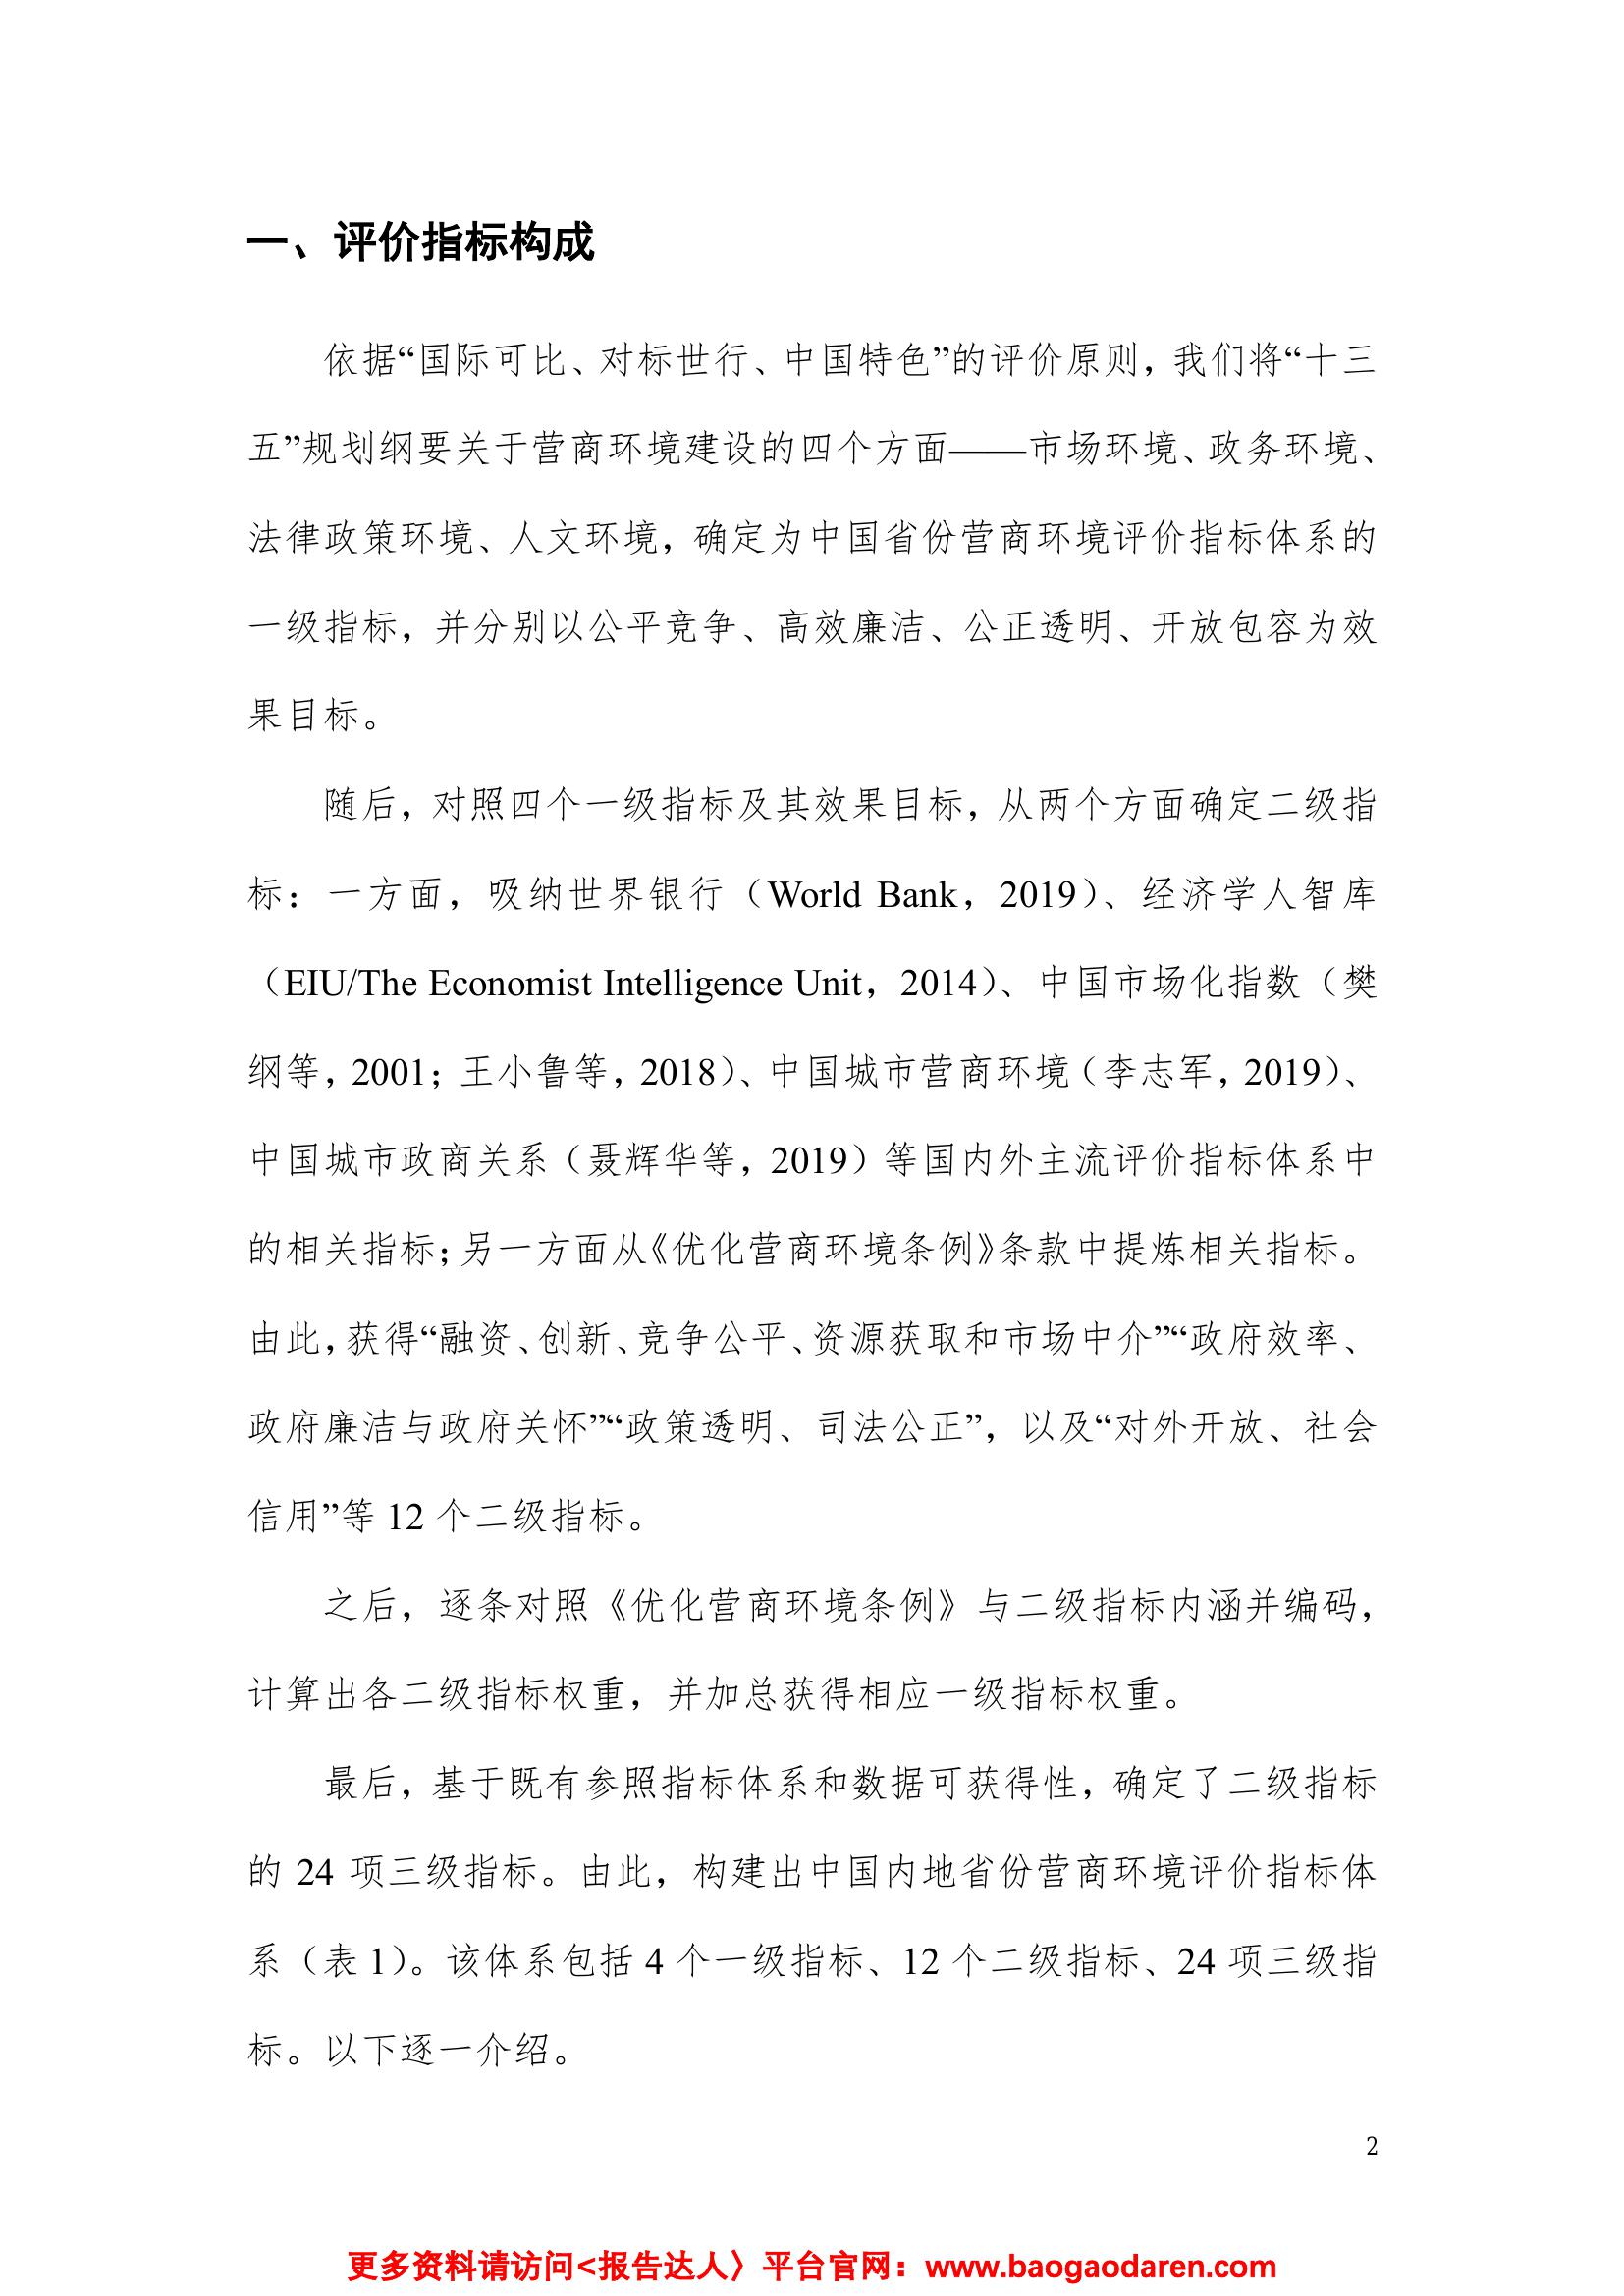 一、评价指标构成
依据“国际可比、对标世行、中国特色”的评价原则，我们将“十三
五”规划纲要关于营商环境建设的四个方面——市场环境、政务环境、
法律政策环境、人文环境，确定为中国省份营商环境评价指标体系的
一级指标，并分别以公平竞争、高效廉洁、公正透明、开放包容为效
果目标。
随后，对照四个一级指标及其效果目标，从两个方面确定二级指
标：一方面，吸纳世界银行（World Bank，2019）、经济学人智库
（EIU/The Economist Intelligence Unit，2014）、中国市场化指数（樊
纲等，2001；王小鲁等，2018）、中国城市营商环境（李志军，2019）、
中国城市政商关系（聂辉华等，2019）等国内外主流评价指标体系中
的相关指标；另一方面从《优化营商环境条例》条款中提炼相关指标。
由此，获得“融资、创新、竞争公平、资源获取和市场中介”“政府效率、
政府廉洁与政府关怀”“政策透明、司法公正”，以及“对外开放、社会
信用”等 12 个二级指标。
之后，逐条对照《优化营商环境条例》与二级指标内涵并编码，
计算出各二级指标权重，并加总获得相应一级指标权重。
最后，基于既有参照指标体系和数据可获得性，确定了二级指标
的 24 项三级指标。由此，构建出中国内地省份营商环境评价指标体
系（表 1）。该体系包括 4 个一级指标、12 个二级指标、24 项三级指
标。以下逐一介绍。
2
更多资料请访问<报告达人〉平台官网：www.baogaodaren.com